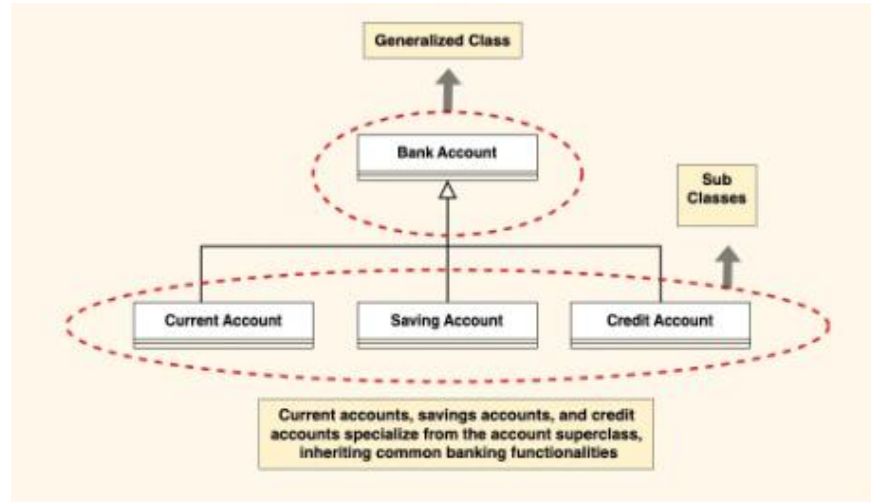 Generalized Class
Bank Account
Sub
Classes
Current Account
Saving Account
Credit Account
Current accounts, savings accounts, and credit
accounts specialize from the account superclass,
inheriting common banking functionalities